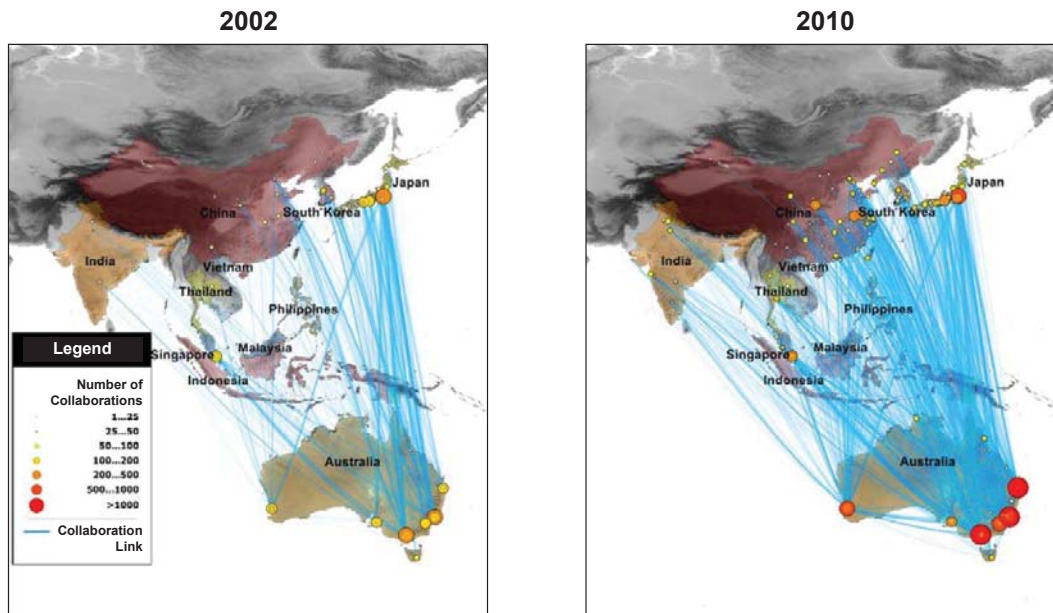 2002
2010
Japan
China
South Korea
India
Vietnam
Thailand
Philippines
Malaysia
Singapore
Indonesia
Australia
Legend
Number of
Collaborations
1...25
25...50
50...100
100...200
200...500
500...1000
>1000
Collaboration
Link
Japan
China
South Korea
India
Vietnam
Thailand
Philippines
Malaysia
Singapore
Indonesia
Australia